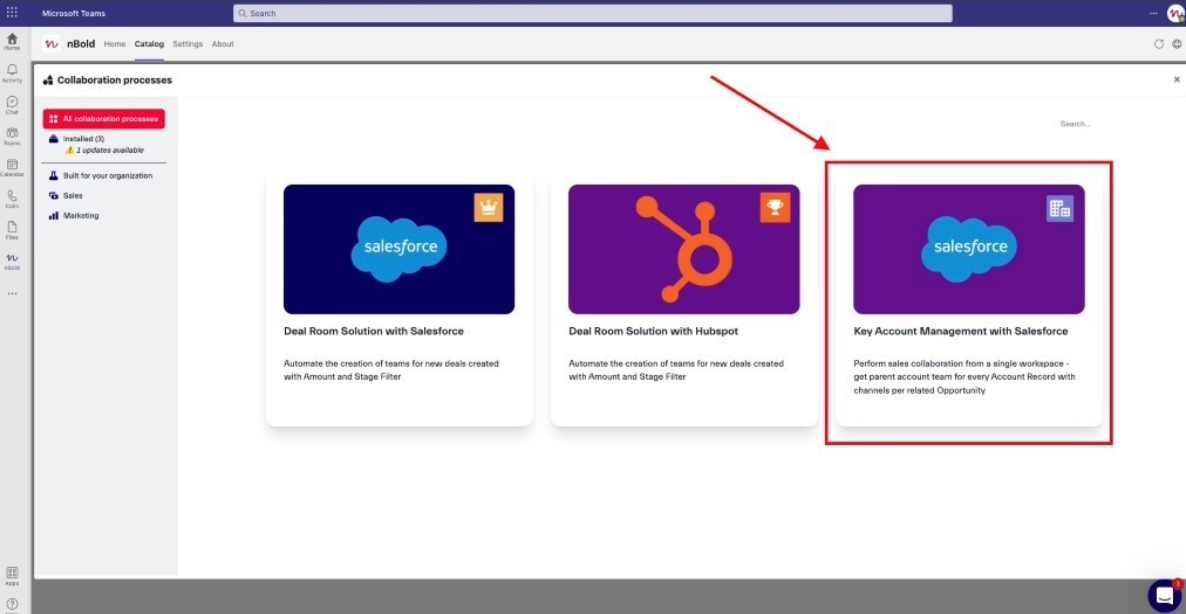 Microsoft Teams
Search
Home
Activity
Chat
Teams
Calendar
Calls
Files
nBold
Apps
nBold Home Catalog Settings About
Collaboration processes
Search...
All collaboration processes
Installed (3)
1 updates available
Built for your organization
Sales
Marketing
salesforce
Deal Room Solution with Salesforce
Automate the creation of teams for new deals created
with Amount and Stage Filter
Deal Room Solution with Hubspot
Automate the creation of teams for new deals created
with Amount and Stage Filter
salesforce
Key Account Management with Salesforce
Perform sales collaboration from a single workspace -
get parent account team for every Account Record with
channels per related Opportunity
3